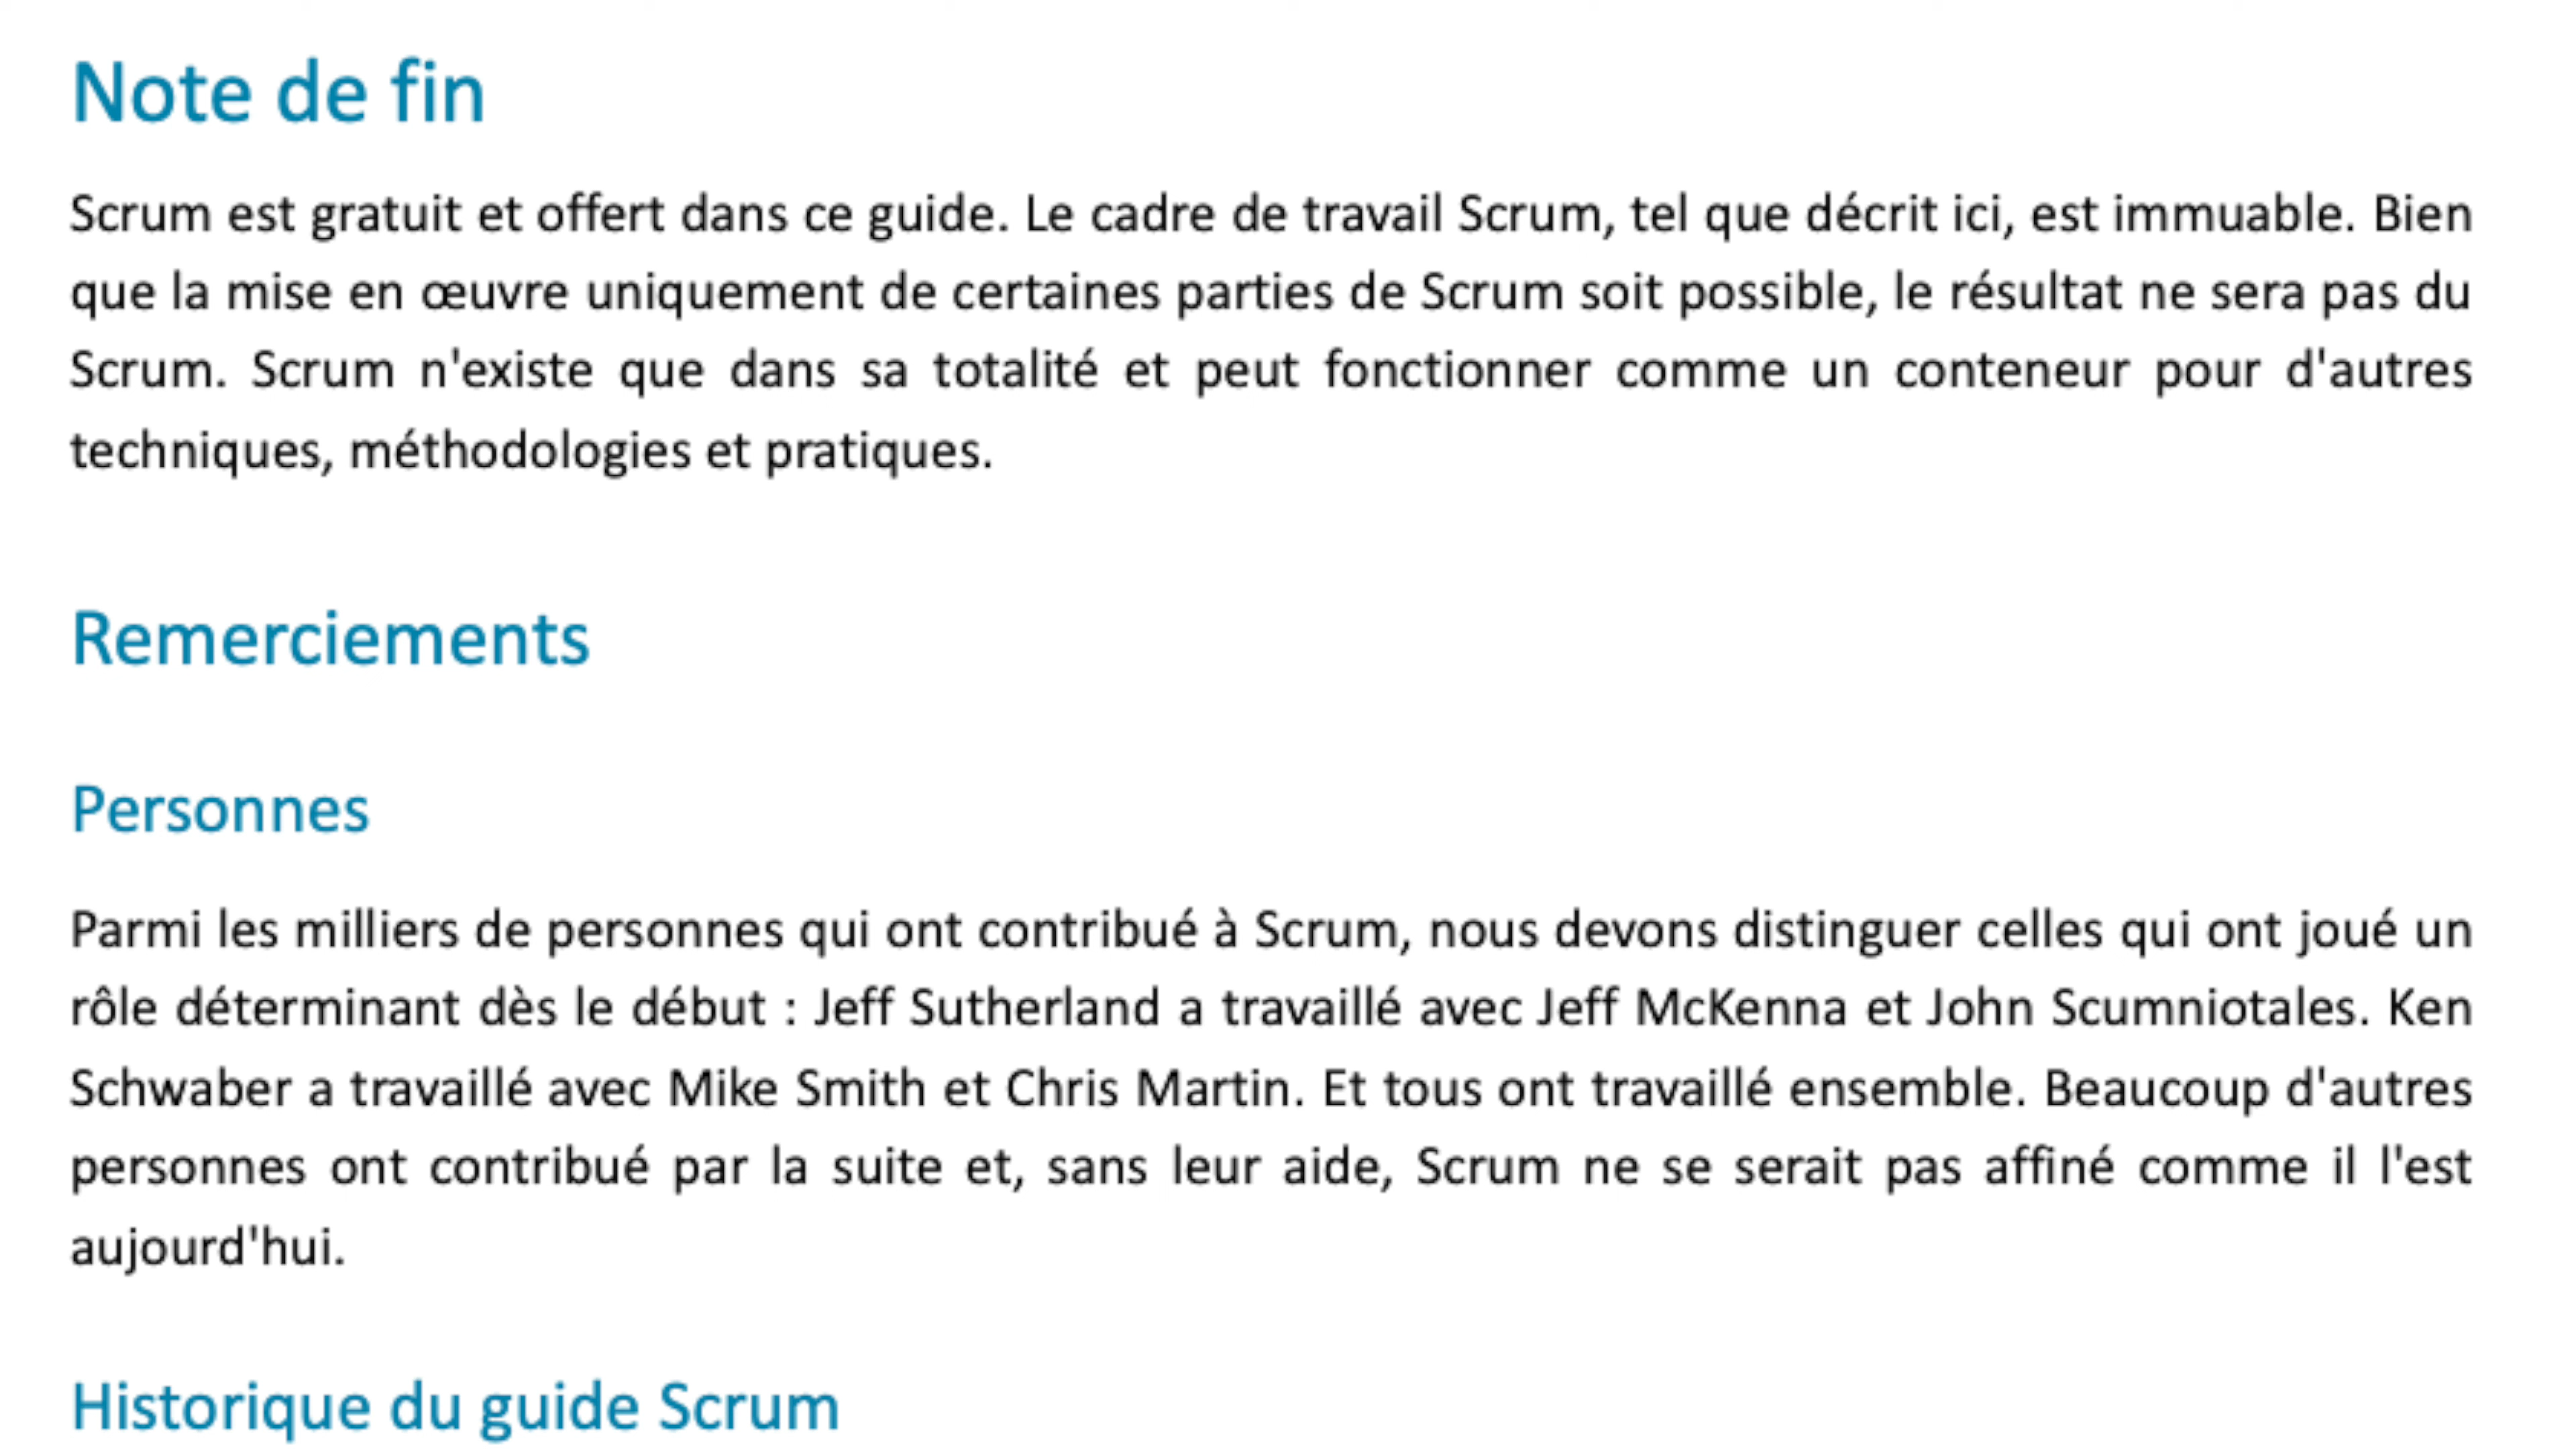 Note de fin
Scrum est gratuit et offert dans ce guide. Le cadre de travail Scrum, tel que décrit ici, est immuable. Bien
que la mise en œuvre uniquement de certaines parties de Scrum soit possible, le résultat ne sera pas du
Scrum. Scrum n'existe que dans sa totalité et peut fonctionner comme un conteneur pour d'autres
techniques, méthodologies et pratiques.
Remerciements
Personnes
Parmi les milliers de personnes qui ont contribué à Scrum, nous devons distinguer celles qui ont joué un
rôle déterminant dès le début : Jeff Sutherland a travaillé avec Jeff McKenna et John Scumniotales. Ken
Schwaber a travaillé avec Mike Smith et Chris Martin. Et tous ont travaillé ensemble. Beaucoup d'autres
personnes ont contribué par la suite et, sans leur aide, Scrum ne se serait pas affiné comme il l'est
aujourd'hui.
Historique du guide Scrum